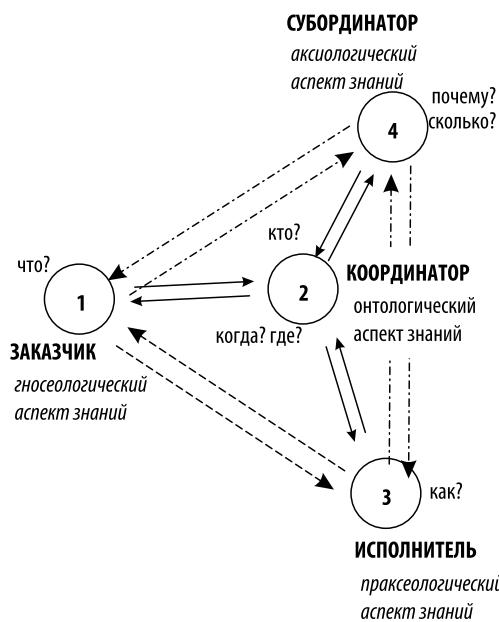 СУБОРДИНАТОР
аксиологический
аспект знаний
почему?
сколько?
4
кто?
что?
1
2
КООРДИНАТОР
онтологический
аспект знаний
когда? где?
ЗАКАЗЧИК
гносеологический
аспект знаний
3
как?
ИСПОЛНИТЕЛЬ
праксеологический
аспект знаний